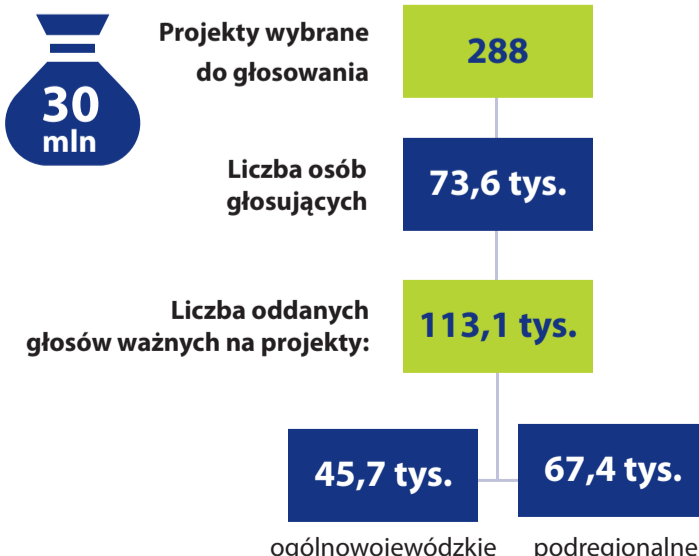 30
mln
Projekty wybrane
do głosowania
288
Liczba osób
głosujących
73,6 tys.
Liczba oddanych
głosów ważnych na projekty:
113,1 tys.
45,7 tys.
67,4 tys.
ogólnowojewódzkie
podregionalne